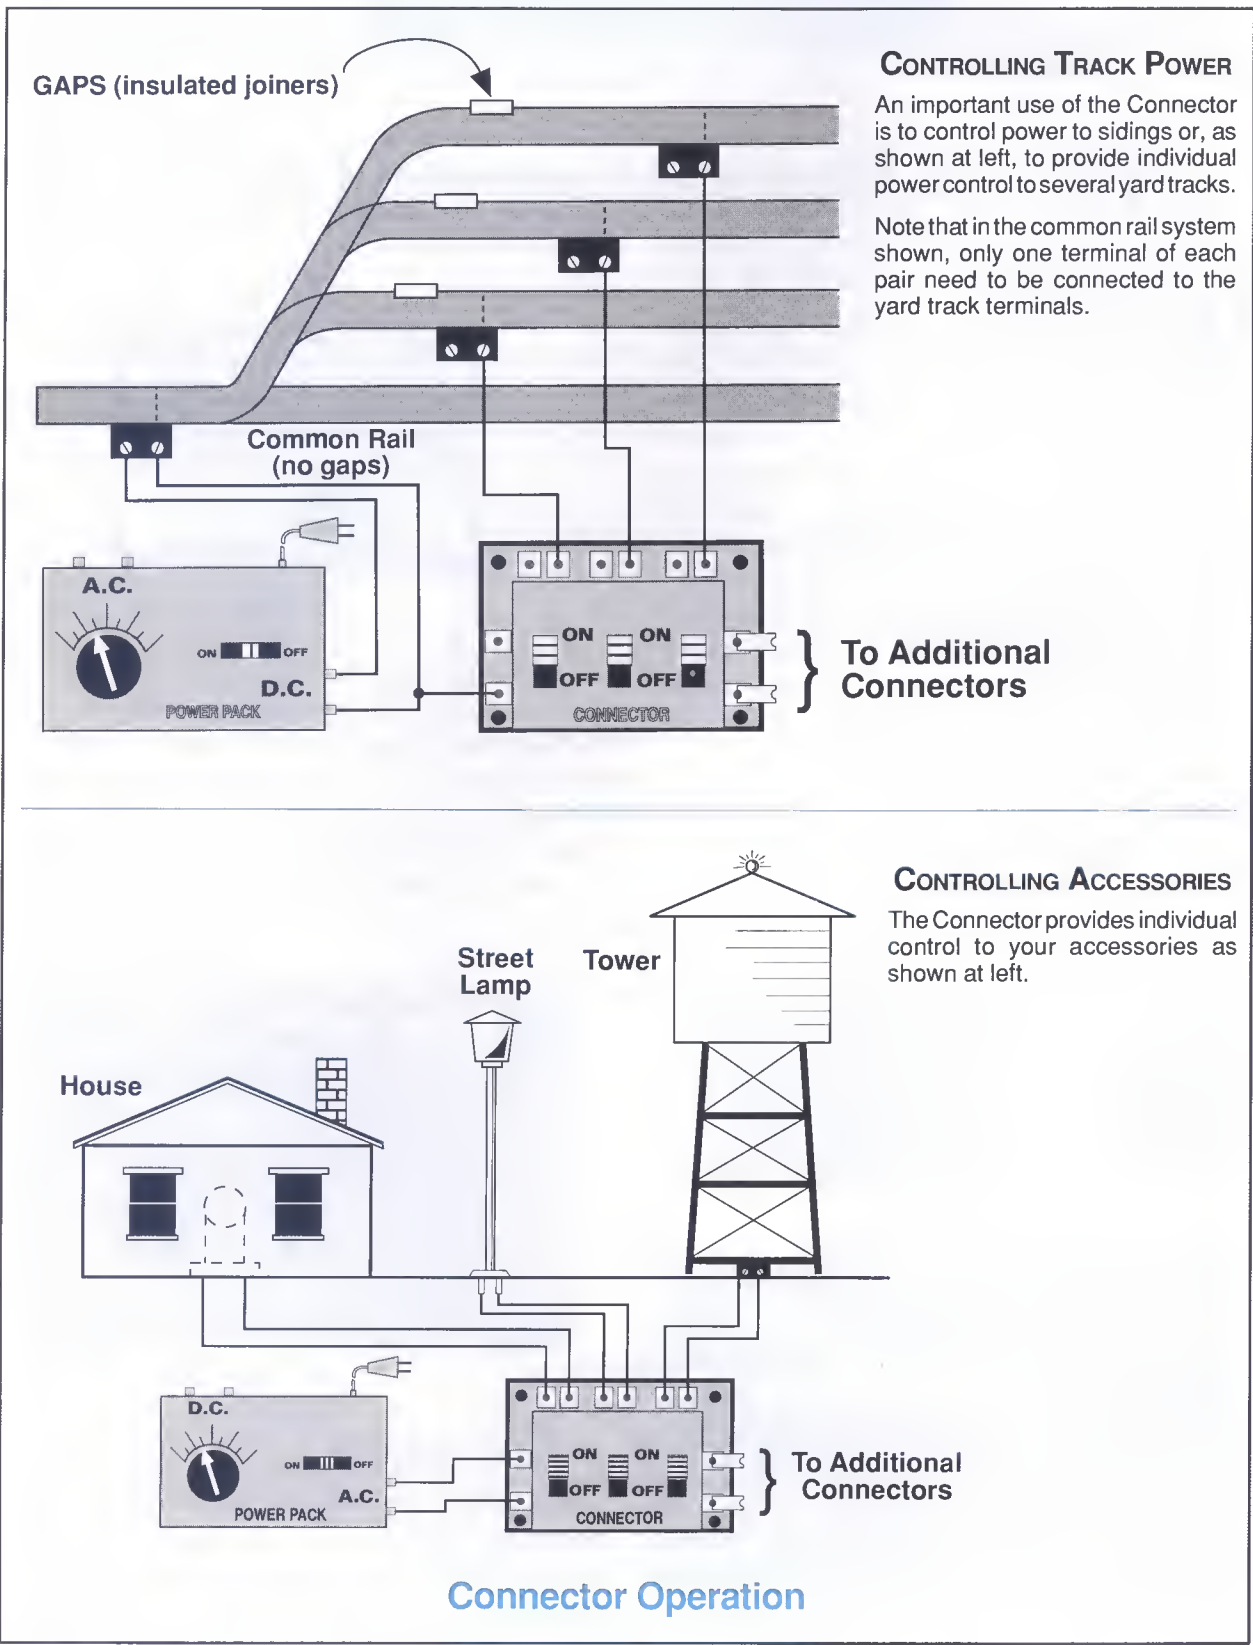 GAPS (insulated joiners)
CONTROLLING TRACK POWER
An important use of the Connector
is to control power to sidings or, as
shown at left, to provide individual
power control to several yard tracks.
Note that in the common rail system
shown, only one terminal of each
pair need to be connected to the
yard track terminals.
Common Rail
(no gaps)
A.C.
ON OFF
D.C.
POWER PACK
ON ON
OFF OFF
CONNECTOR
To Additional
Connectors
CONTROLLING ACCESSORIES
The Connector provides individual
control to your accessories as
shown at left.
Street
Lamp
Tower
House
D.C.
ON OFF
A.C.
POWER PACK
ON ON
OFF OFF
CONNECTOR
To Additional
Connectors
Connector Operation